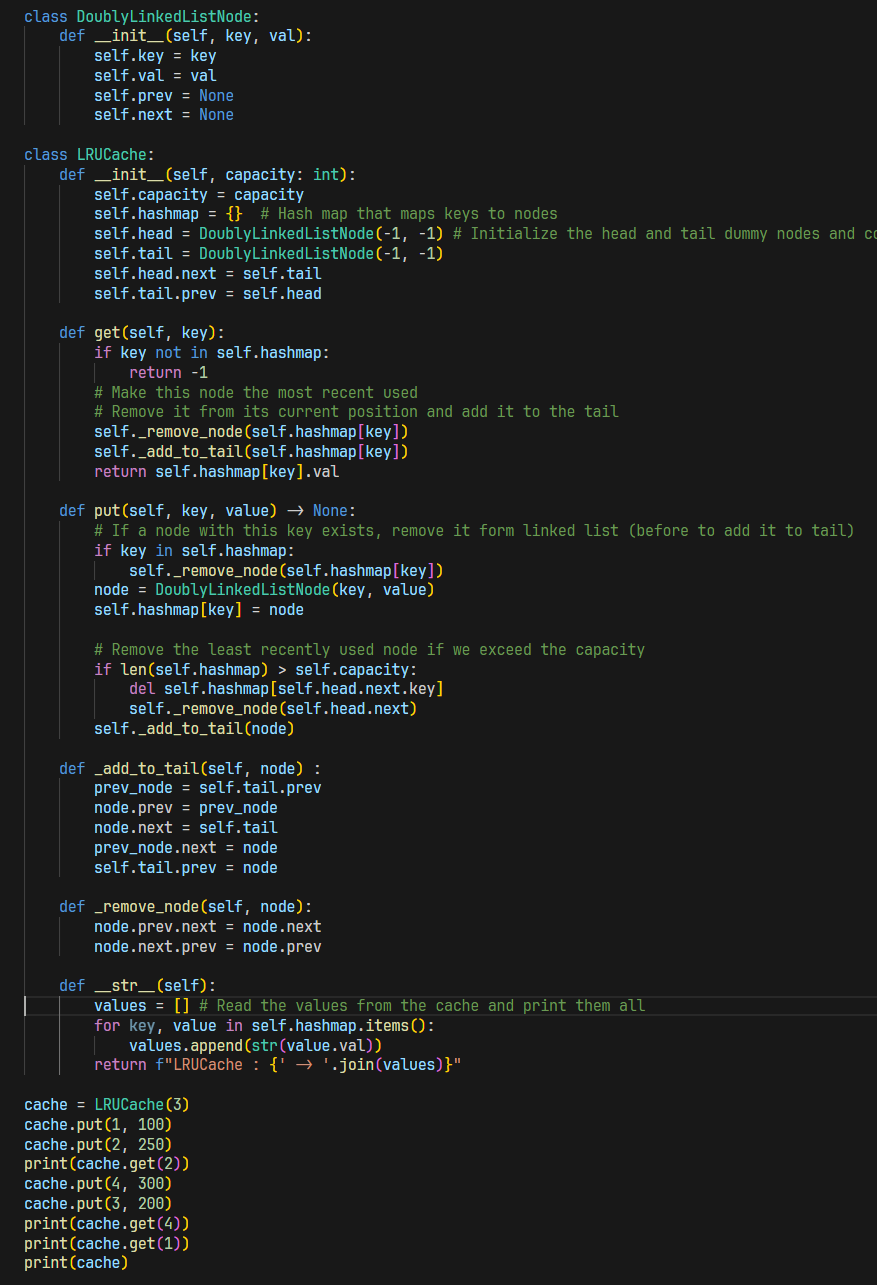 class DoublyLinkedListNode:
    def __init__(self, key, val):
        self.key = key
        self.val = val
        self.prev = None
        self.next = None

class LRUCache:
    def __init__(self, capacity: int):
        self.capacity = capacity
        self.hashmap = {}  # Hash map that maps keys to nodes
        self.head = DoublyLinkedListNode(-1, -1) # Initialize the head and tail dummy nodes and
        self.tail = DoublyLinkedListNode(-1, -1)
        self.head.next = self.tail
        self.tail.prev = self.head

    def get(self, key):
        if key not in self.hashmap:
            return -1
        # Make this node the most recent used
        # Remove it from its current position and add it to the tail
        self._remove_node(self.hashmap[key])
        self._add_to_tail(self.hashmap[key])
        return self.hashmap[key].val

    def put(self, key, value) -> None:
        # If a node with this key exists, remove it form linked list (before to add it to tail)
        if key in self.hashmap:
            self._remove_node(self.hashmap[key])
        node = DoublyLinkedListNode(key, value)
        self.hashmap[key] = node

        # Remove the least recently used node if we exceed the capacity
        if len(self.hashmap) > self.capacity:
            del self.hashmap[self.head.next.key]
            self._remove_node(self.head.next)
        self._add_to_tail(node)

    def _add_to_tail(self, node) :
        prev_node = self.tail.prev
        node.prev = prev_node
        node.next = self.tail
        prev_node.next = node
        self.tail.prev = node

    def _remove_node(self, node):
        node.prev.next = node.next
        node.next.prev = node.prev

    def __str__(self):
        values = [] # Read the values from the cache and print them all
        for key, value in self.hashmap.items():
            values.append(str(value.val))
        return f"LRUCache : {' -> '.join(values)}"

cache = LRUCache(3)
cache.put(1, 100)
cache.put(2, 250)
print(cache.get(2))
cache.put(4, 300)
cache.put(3, 200)
print(cache.get(4))
print(cache.get(1))
print(cache)